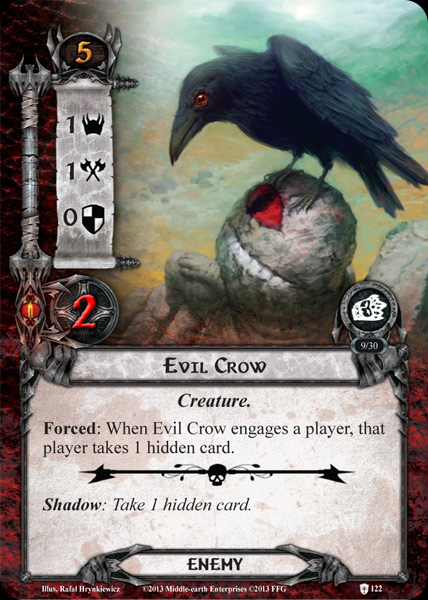 5
1
1
0
2
9/30
Evil Crow
Creature.
Forced: When Evil Crow engages a player, that
player takes 1 hidden card.
Shadow: Take 1 hidden card.
ENEMY
Illus. Rafal Hrynkiewicz ©2013 Middle-earth Enterprises ©2013 FFG 122